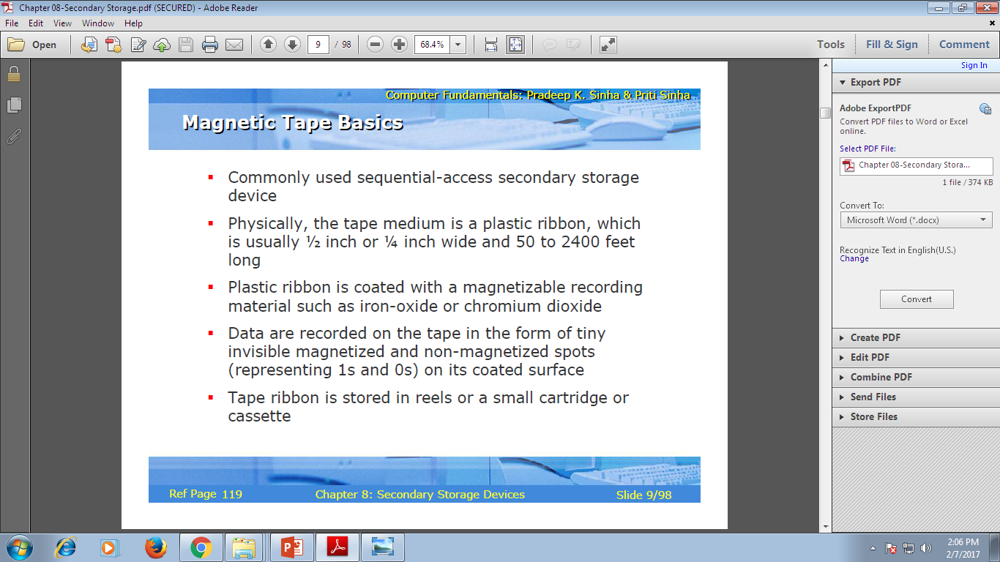 Chapter 08-Secondary Storage.pdf (SECURED) - Adobe Reader
File Edit View Window Help
Open 9 / 98 68.4% Tools Fill & Sign Comment
Sign In
Computer Fundamentals: Pradeep K. Sinha & Priti Sinha
Magnetic Tape Basics
Commonly used sequential-access secondary storage
device
Physically, the tape medium is a plastic ribbon, which
is usually ½ inch or ¼ inch wide and 50 to 2400 feet
long
Plastic ribbon is coated with a magnetizable recording
material such as iron-oxide or chromium dioxide
Data are recorded on the tape in the form of tiny
invisible magnetized and non-magnetized spots
(representing 1s and 0s) on its coated surface
Tape ribbon is stored in reels or a small cartridge or
cassette
Ref Page 119 Chapter 8: Secondary Storage Devices Slide 9/98
Export PDF
Adobe ExportPDF
Convert PDF files to Word or Excel
online.
Select PDF File:
Chapter 08-Secondary Stora...
1 file / 374 KB
Convert To:
Microsoft Word (*.docx)
Recognize Text in English(U.S.)
Change
Convert
Create PDF
Edit PDF
Combine PDF
Send Files
Store Files
2:06 PM
2/7/2017